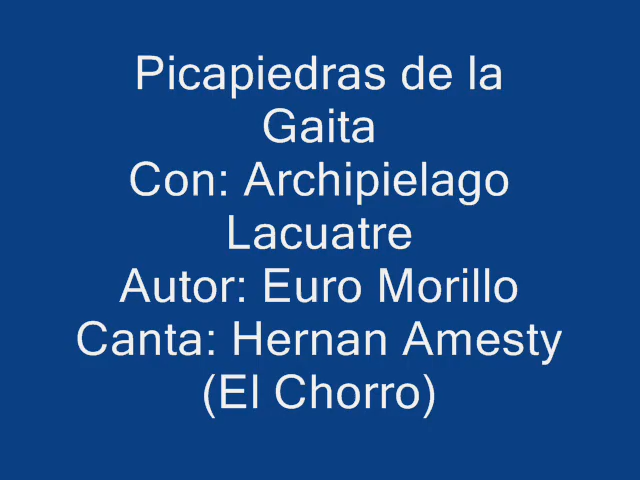 Picapiedras de la
Gaita
Con: Archipielago
Lacuatre
Autor: Euro Morillo
Canta: Hernan Amesty
(El Chorro)